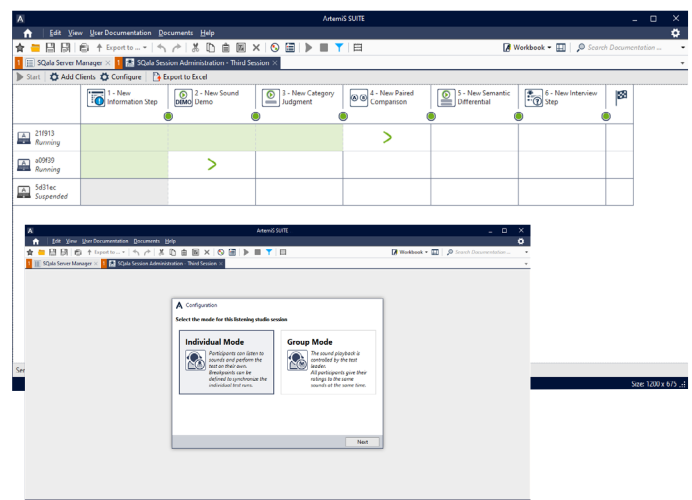 ArtemiS SUITE
Edit View User Documentation Documents Help
Export to ... Workbook Search Documentation ...
1 SQala Server Manager 1 SQala Session Administration - Third Session
Start Add Clients Configure Export to Excel
1 - New Information Step
2 - New Sound Demo
3 - New Category Judgment
4 - New Paired Comparison
5 - New Semantic Differential
6 - New Interview Step
DEMO
21f913
Running
a09f39
Running
5d31ec
Suspended
ArtemiS SUITE
Edit View User Documentation Documents Help
Export to ... Workbook Search Documentation ...
1 SQala Server Manager 1 SQala Session Administration - Third Session
Configuration
Select the mode for this listening studio session
Individual Mode
Participants can listen to
sounds and perform the
test on their own.
Breakpoints can be
defined to synchronize the
individual test runs.
Group Mode
The sound playback is
controlled by the test
leader.
All participants give their
ratings to the same
sounds at the same time.
Next
Size: 1200 x 675